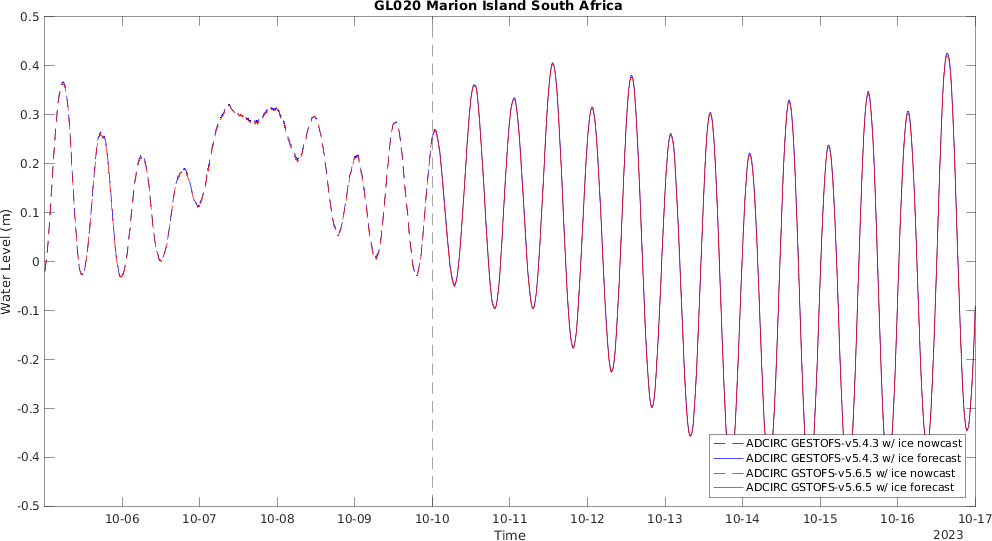 GL020 Marion Island South Africa
0.5
0.4
0.3
0.2
0.1
0
-0.1
-0.2
-0.3
-0.4
-0.5
Water Level (m)
ADCIRC GESTOFS-v5.4.3 w/ ice nowcast
ADCIRC GESTOFS-v5.4.3 w/ ice forecast
ADCIRC GSTOFS-v5.6.5 w/ ice nowcast
ADCIRC GSTOFS-v5.6.5 w/ ice forecast
10-06 10-07 10-08 10-09 10-10 10-11 10-12 10-13 10-14 10-15 10-16 10-17
Time
2023